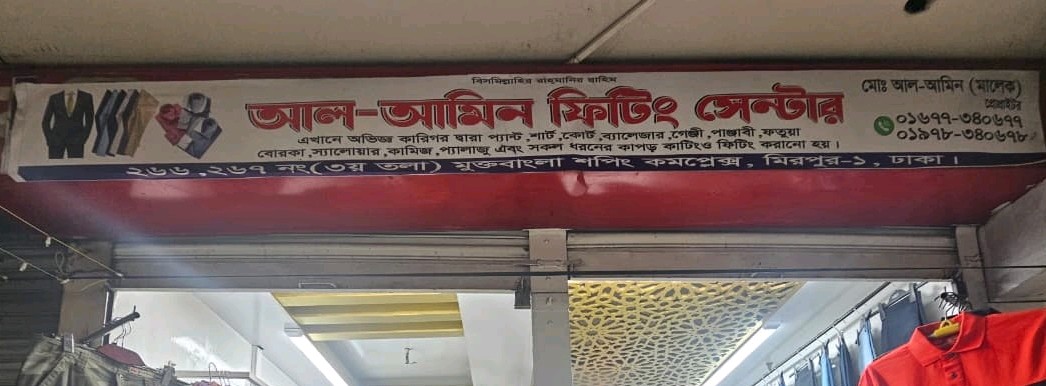 বিসমিল্লাহির রাহমানির রাহিম
আল-আমিন ফিটিং সেন্টার
মোঃ আল-আমিন (মালেক)
প্রোপ্রাইটর
০১৬৭৭-৩৪০৬৭৭
০১৯৭৮-৩৪০৬৭৮
এখানে অভিজ্ঞ কারিগর দ্বারা প্যান্ট,শার্ট,কোর্ট,ব্যালেজার,গেঞ্জী,পাঞ্জাবী,ফতুয়া
বোরকা,স্যালোয়ার,কামিজ,প্যালাজু এবং সকল ধরনের কাপড় কাটিংও ফিটিং করানো হয়।
২৬৬,২৬৭ নং(৩য় তলা) মুক্তবাংলা শপিং কমপ্লেক্স, মিরপুর-১, ঢাকা।